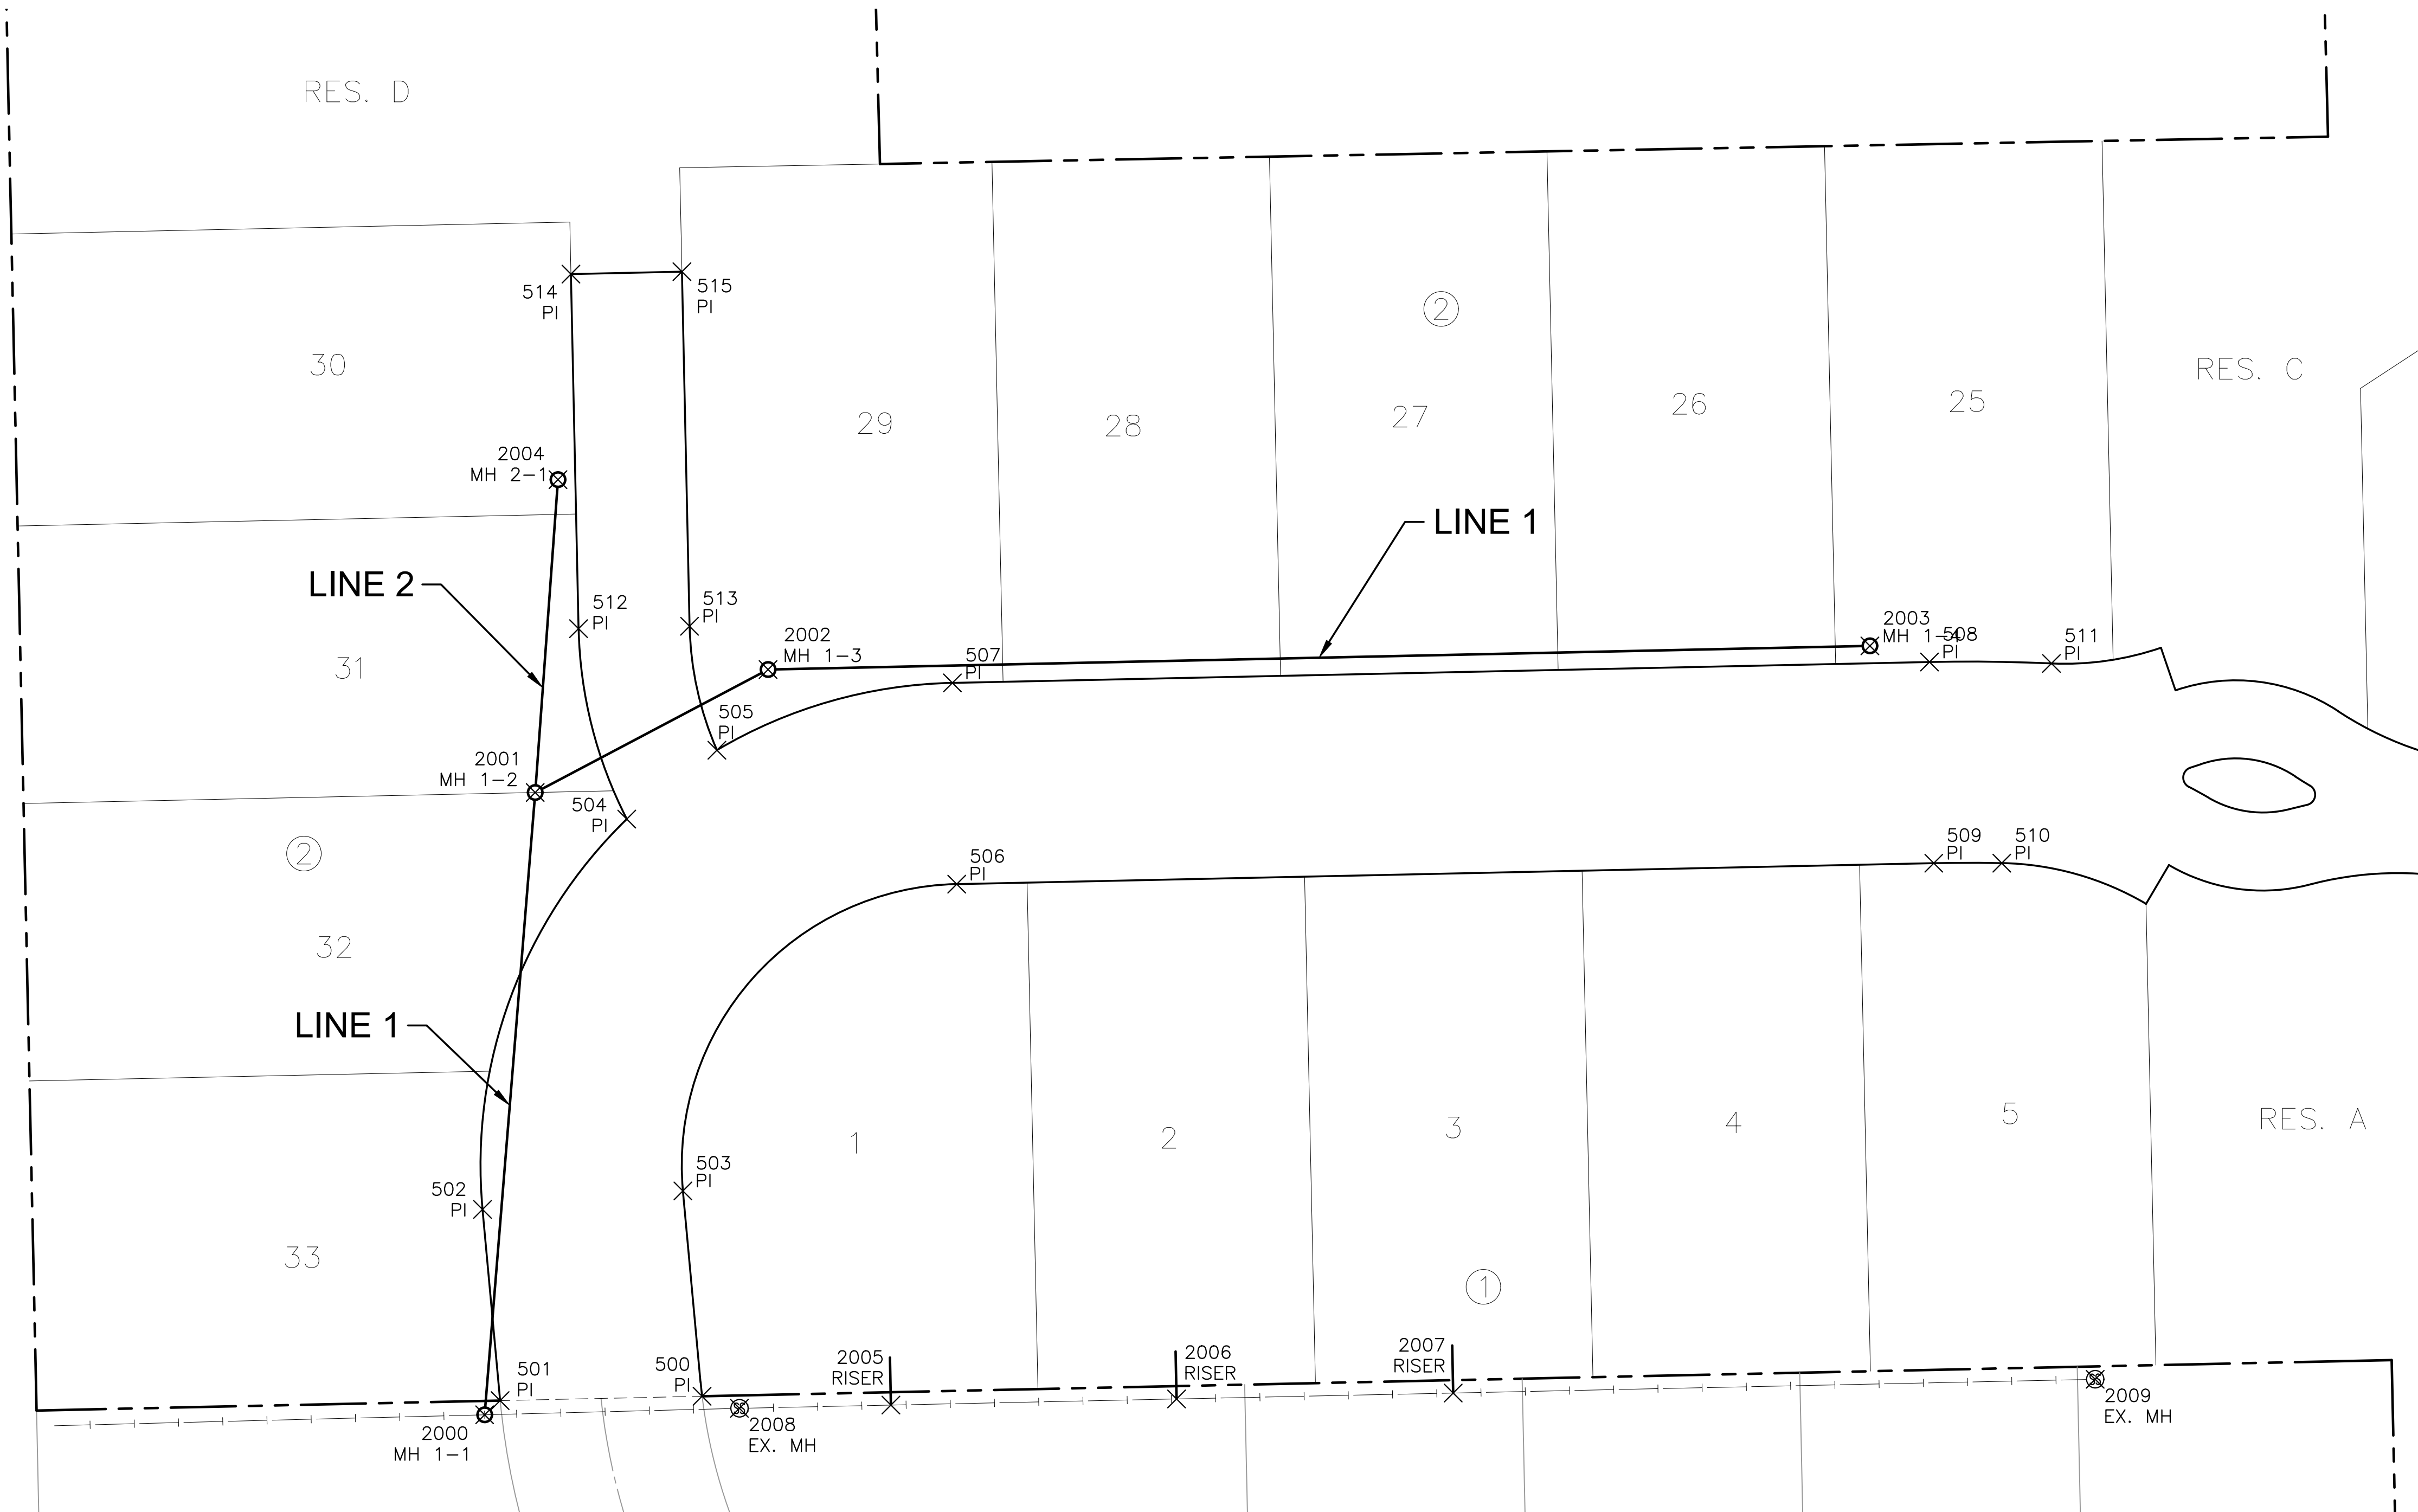 RES. D
514
PI
515
PI
2
30
29
28
27
26
25
RES. C
2004
MH 2-1
LINE 1
LINE 2
512
PI
513
PI
2002
MH 1-3
507
PI
2003
MH 1-4
508
PI
511
PI
31
505
PI
2001
MH 1-2
504
PI
2
506
PI
509
PI
510
PI
32
LINE 1
1
2
3
4
5
RES. A
502
PI
503
PI
33
1
501
PI
500
PI
2005
RISER
2006
RISER
2007
RISER
2000
MH 1-1
2008
EX. MH
2009
EX. MH